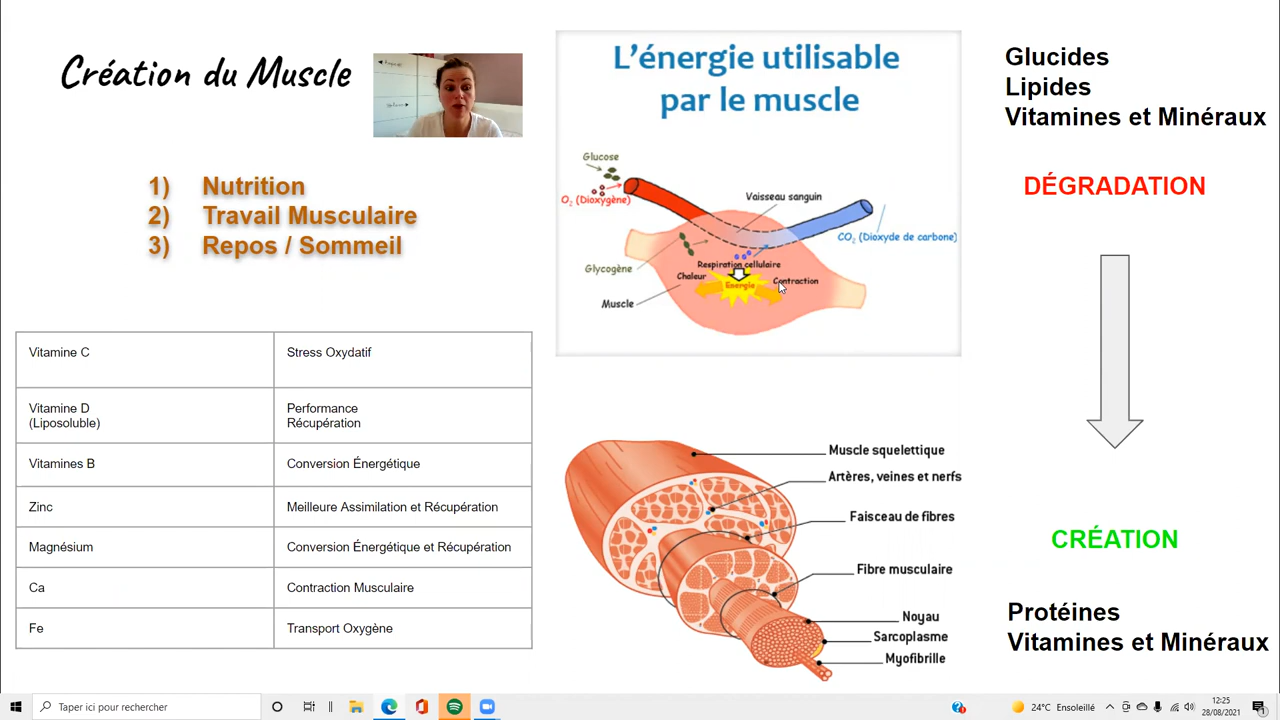 Création du Muscle
1) Nutrition
2) Travail Musculaire
3) Repos / Sommeil
Vitamine C
Stress Oxydatif
Vitamine D
(Liposoluble)
Performance
Récupération
Vitamines B
Conversion Énergétique
Zinc
Meilleure Assimilation et Récupération
Magnésium
Conversion Énergétique et Récupération
Ca
Contraction Musculaire
Fe
Transport Oxygène
L'énergie utilisable
par le muscle
Glucose
O₂ (Dioxygène)
Vaisseau sanguin
CO₂ (Dioxyde de carbone)
Glycogène
Respiration cellulaire
Chaleur
Energie
Contraction
Muscle
Muscle squelettique
Artères, veines et nerfs
Faisceau de fibres
Fibre musculaire
Noyau
Sarcoplasme
Myofibrille
Glucides
Lipides
Vitamines et Minéraux
DÉGRADATION
CRÉATION
Protéines
Vitamines et Minéraux
Taper ici pour rechercher
24°C Ensoleillé
12:25
28/08/2021